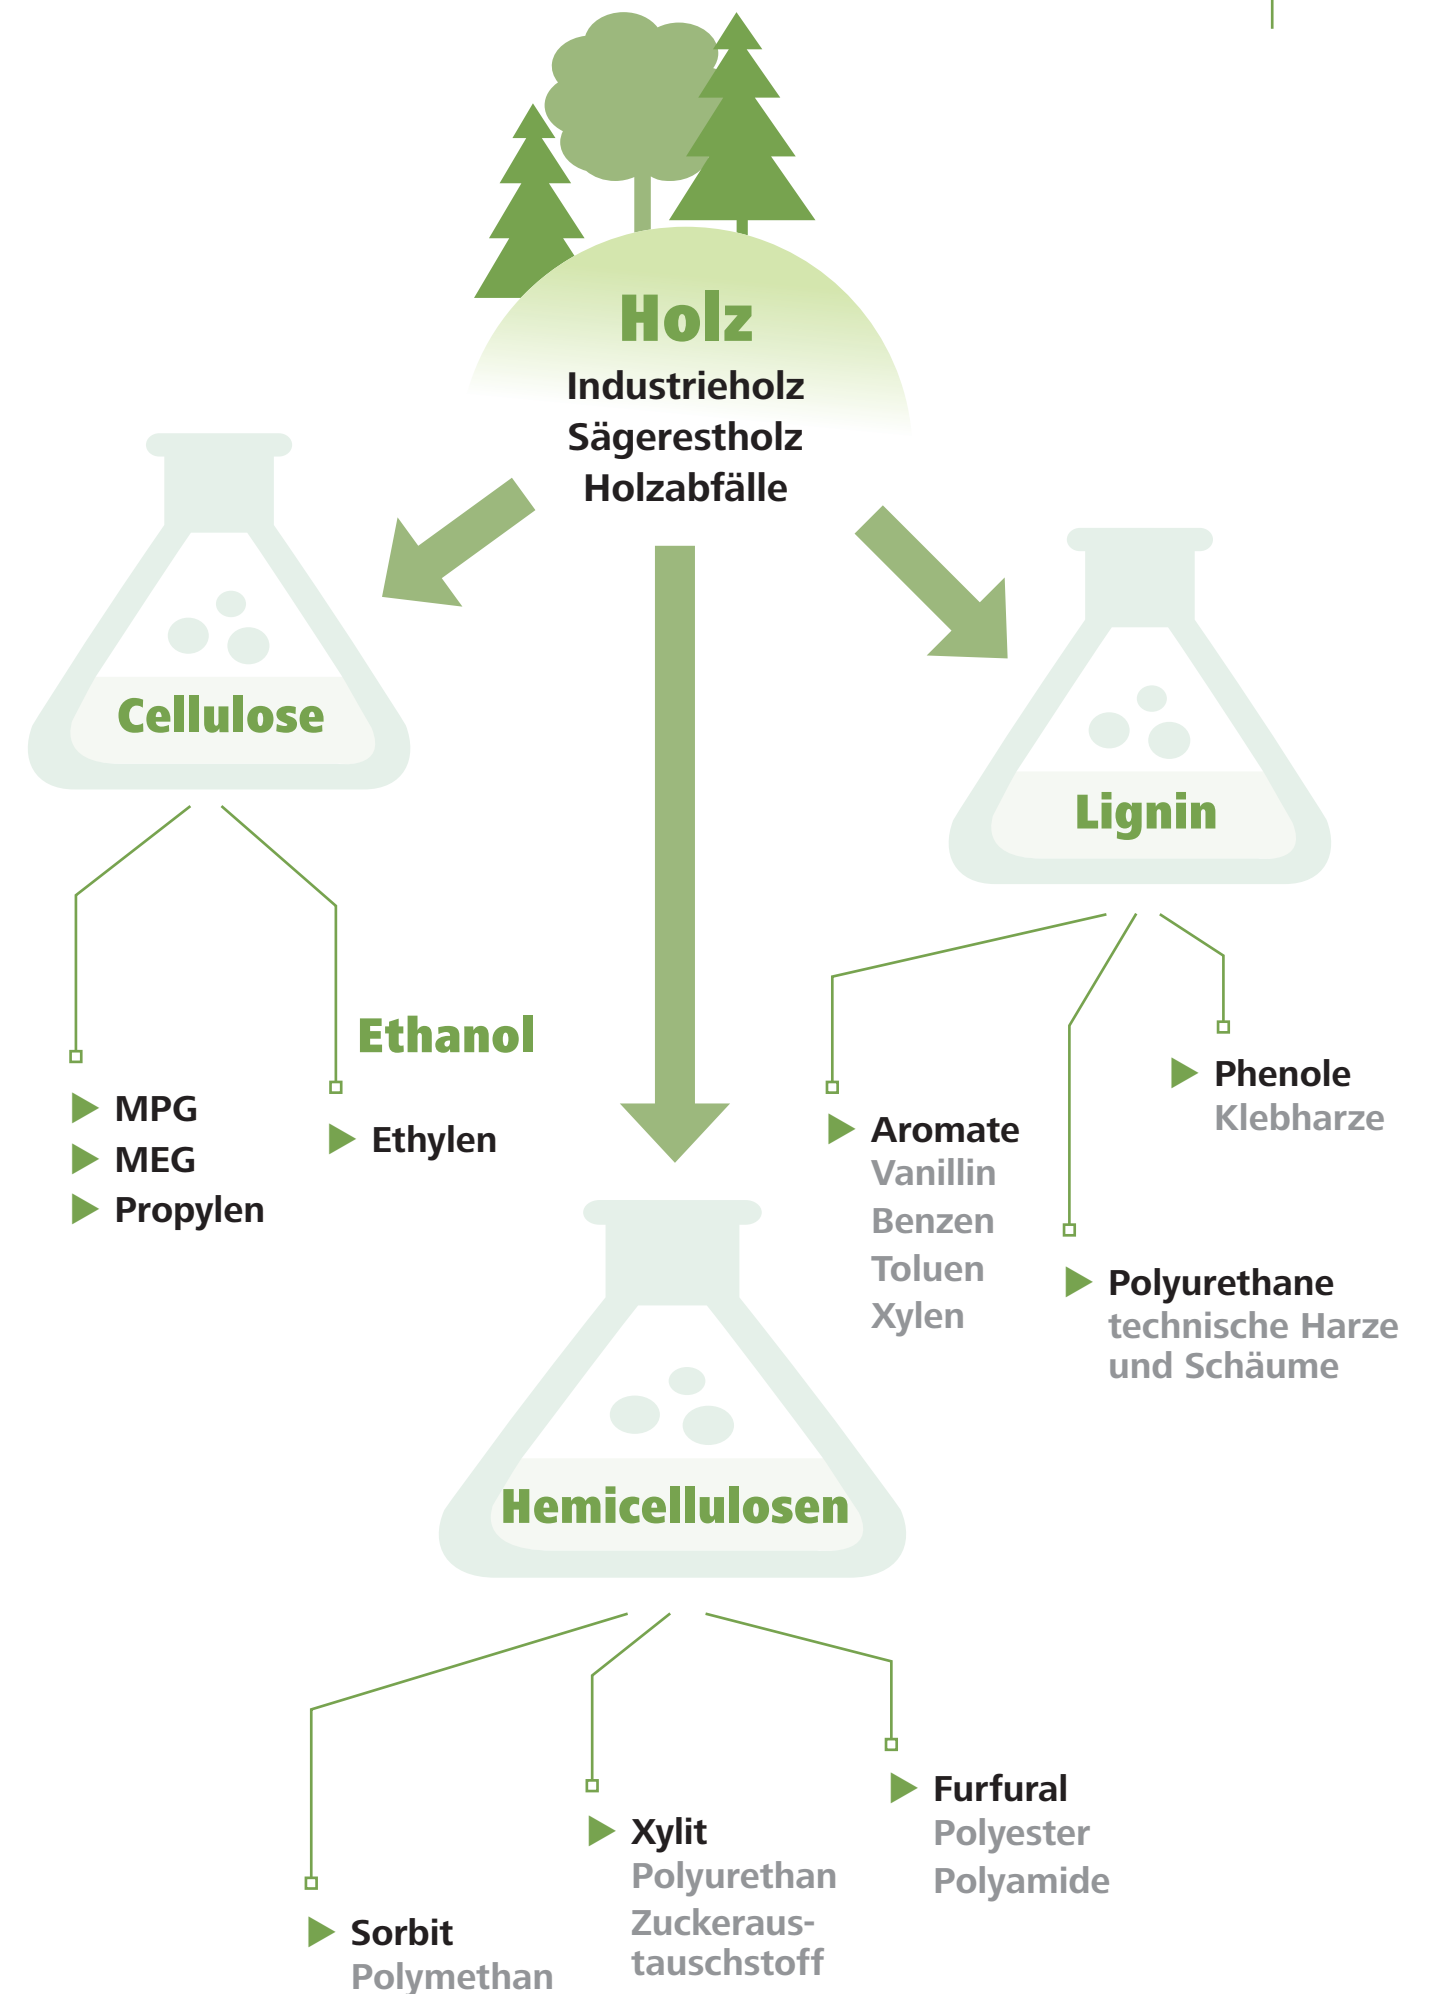 Holz
Industrieholz
Sägerestholz
Holzabfälle
Cellulose
MPG
MEG
Propylen
Ethanol
Ethylen
Lignin
Aromate
Vanillin
Benzen
Toluen
Xylen
Polyurethane
technische Harze
und Schäume
Phenole
Klebharze
Hemicellulosen
Sorbit
Polymethan
Xylit
Polyurethan
Zuckeraus-
tauschstoff
Furfural
Polyester
Polyamide